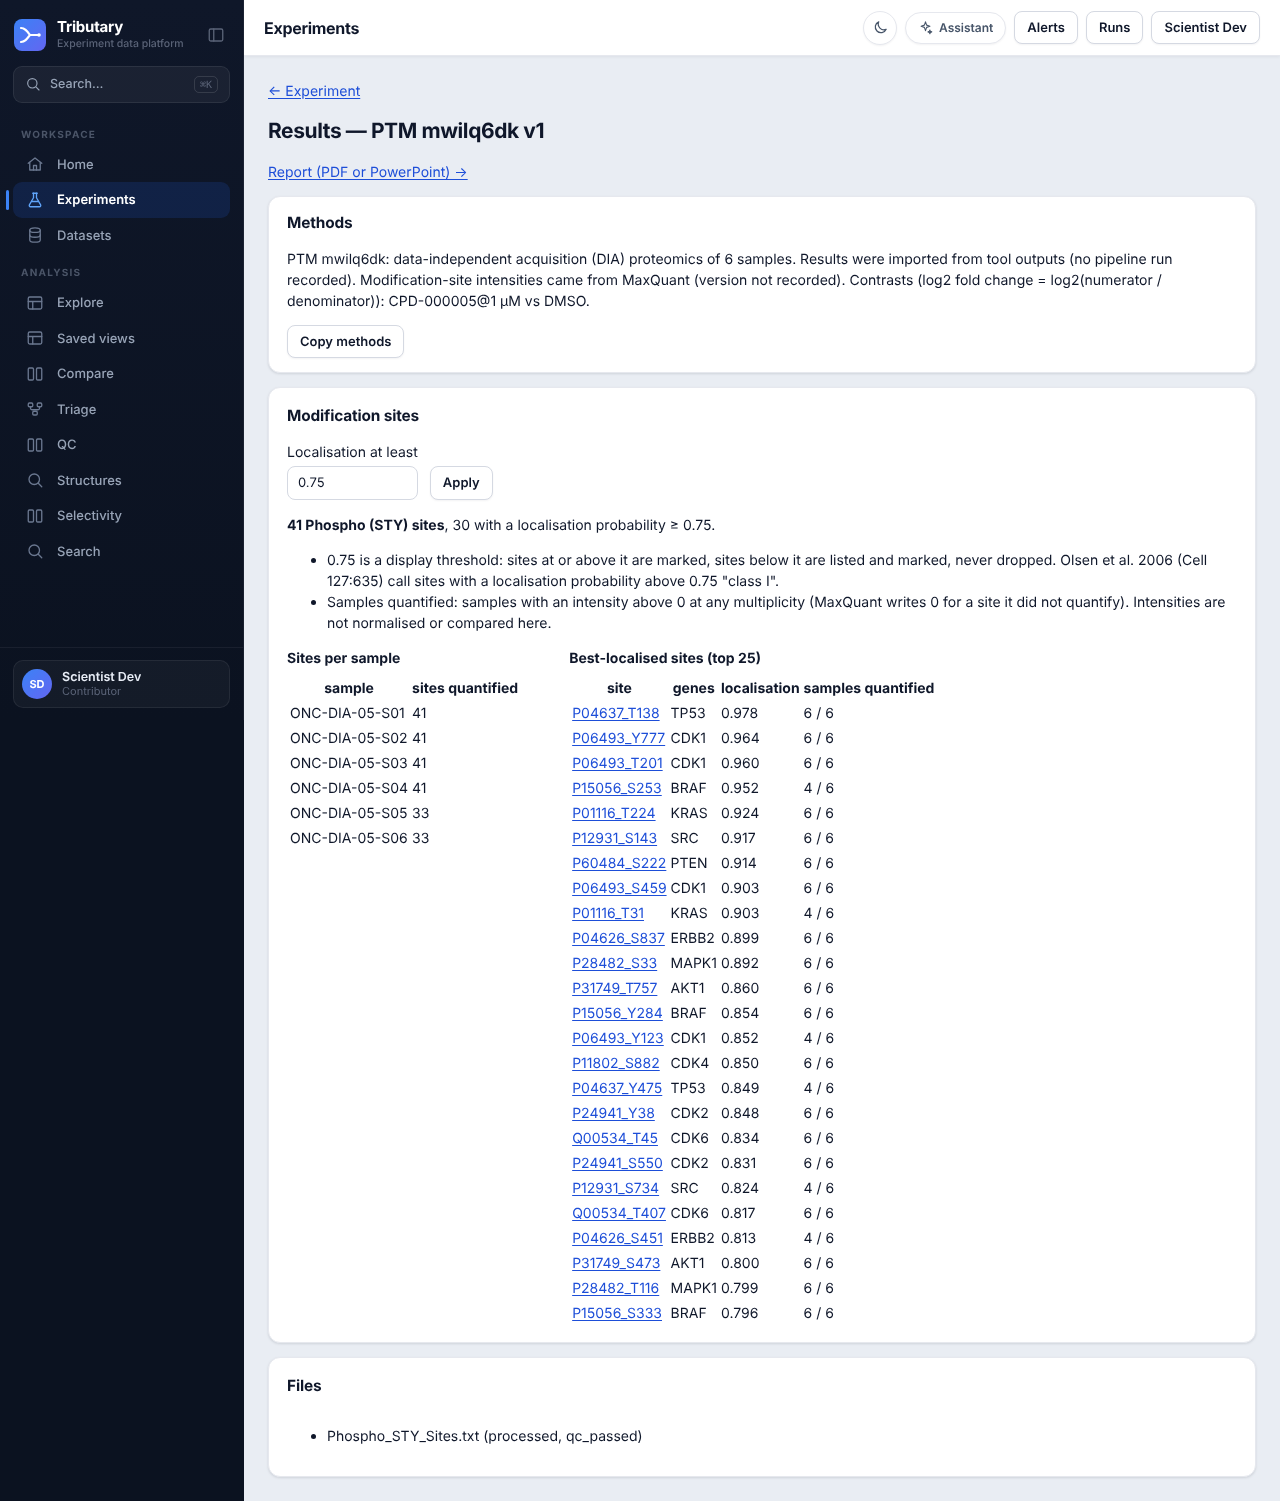 Tributary
Experiment data platform
Search...
⌘K
WORKSPACE
Home
Experiments
Datasets
ANALYSIS
Explore
Saved views
Compare
Triage
QC
Structures
Selectivity
Search
SD
Scientist Dev
Contributor
Experiments
Assistant
Alerts
Runs
Scientist Dev
← Experiment
Results — PTM mwilq6dk v1
Report (PDF or PowerPoint) →
Methods
PTM mwilq6dk: data-independent acquisition (DIA) proteomics of 6 samples. Results were imported from tool outputs (no pipeline run
recorded). Modification-site intensities came from MaxQuant (version not recorded). Contrasts (log2 fold change = log2(numerator /
denominator)): CPD-000005@1 µM vs DMSO.
Copy methods
Modification sites
Localisation at least
0.75
Apply
41 Phospho (STY) sites, 30 with a localisation probability ≥ 0.75.
• 0.75 is a display threshold: sites at or above it are marked, sites below it are listed and marked, never dropped. Olsen et al. 2006 (Cell
127:635) call sites with a localisation probability above 0.75 "class I".
• Samples quantified: samples with an intensity above 0 at any multiplicity (MaxQuant writes 0 for a site it did not quantify). Intensities are
not normalised or compared here.
Sites per sample
sample sites quantified
ONC-DIA-05-S01 41
ONC-DIA-05-S02 41
ONC-DIA-05-S03 41
ONC-DIA-05-S04 41
ONC-DIA-05-S05 33
ONC-DIA-05-S06 33
Best-localised sites (top 25)
site genes localisation samples quantified
P04637_T138 TP53 0.978 6 / 6
P06493_Y777 CDK1 0.964 6 / 6
P06493_T201 CDK1 0.960 6 / 6
P15056_S253 BRAF 0.952 4 / 6
P01116_T224 KRAS 0.924 6 / 6
P12931_S143 SRC 0.917 6 / 6
P60484_S222 PTEN 0.914 6 / 6
P06493_S459 CDK1 0.903 6 / 6
P01116_T31 KRAS 0.903 4 / 6
P04626_S837 ERBB2 0.899 6 / 6
P28482_S33 MAPK1 0.892 6 / 6
P31749_T757 AKT1 0.860 6 / 6
P15056_Y284 BRAF 0.854 6 / 6
P06493_Y123 CDK1 0.852 4 / 6
P11802_S882 CDK4 0.850 6 / 6
P04637_Y475 TP53 0.849 4 / 6
P24941_Y38 CDK2 0.848 6 / 6
Q00534_T45 CDK6 0.834 6 / 6
P24941_S550 CDK2 0.831 6 / 6
P12931_S734 SRC 0.824 4 / 6
Q00534_T407 CDK6 0.817 6 / 6
P04626_S451 ERBB2 0.813 4 / 6
P31749_S473 AKT1 0.800 6 / 6
P28482_T116 MAPK1 0.799 6 / 6
P15056_S333 BRAF 0.796 6 / 6
Files
• Phospho_STY_Sites.txt (processed, qc_passed)